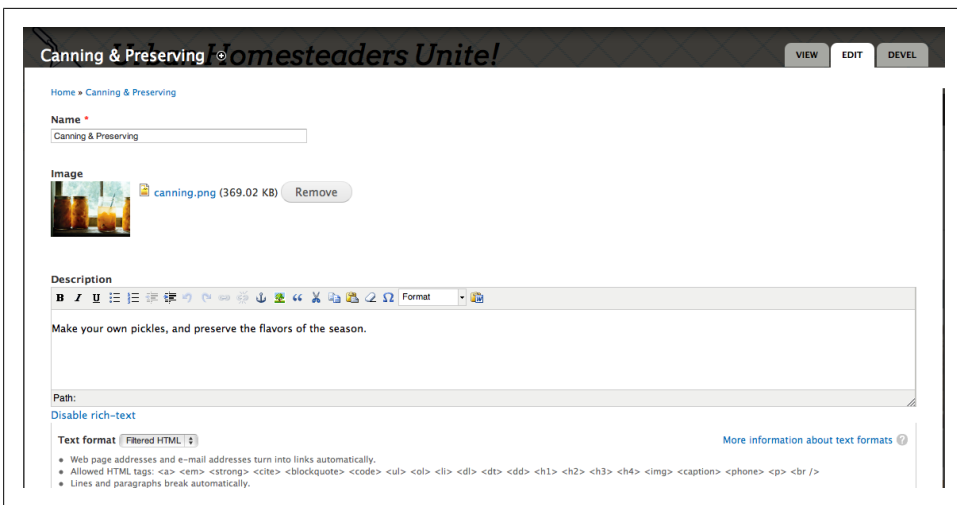 Urban Homesteaders Unite!
Canning & Preserving
VIEW EDIT DEVEL
Home » Canning & Preserving
Name *
Canning & Preserving
Image
canning.png (369.02 KB) Remove
Description
B I U Format
Make your own pickles, and preserve the flavors of the season.
Path:
Disable rich-text
Text format Filtered HTML More information about text formats ?
• Web page addresses and e-mail addresses turn into links automatically.
• Allowed HTML tags: <a> <em> <strong> <cite> <blockquote> <code> <ul> <ol> <li> <dl> <dt> <dd> <h1> <h2> <h3> <h4> <img> <caption> <phone> <p> <br />
• Lines and paragraphs break automatically.